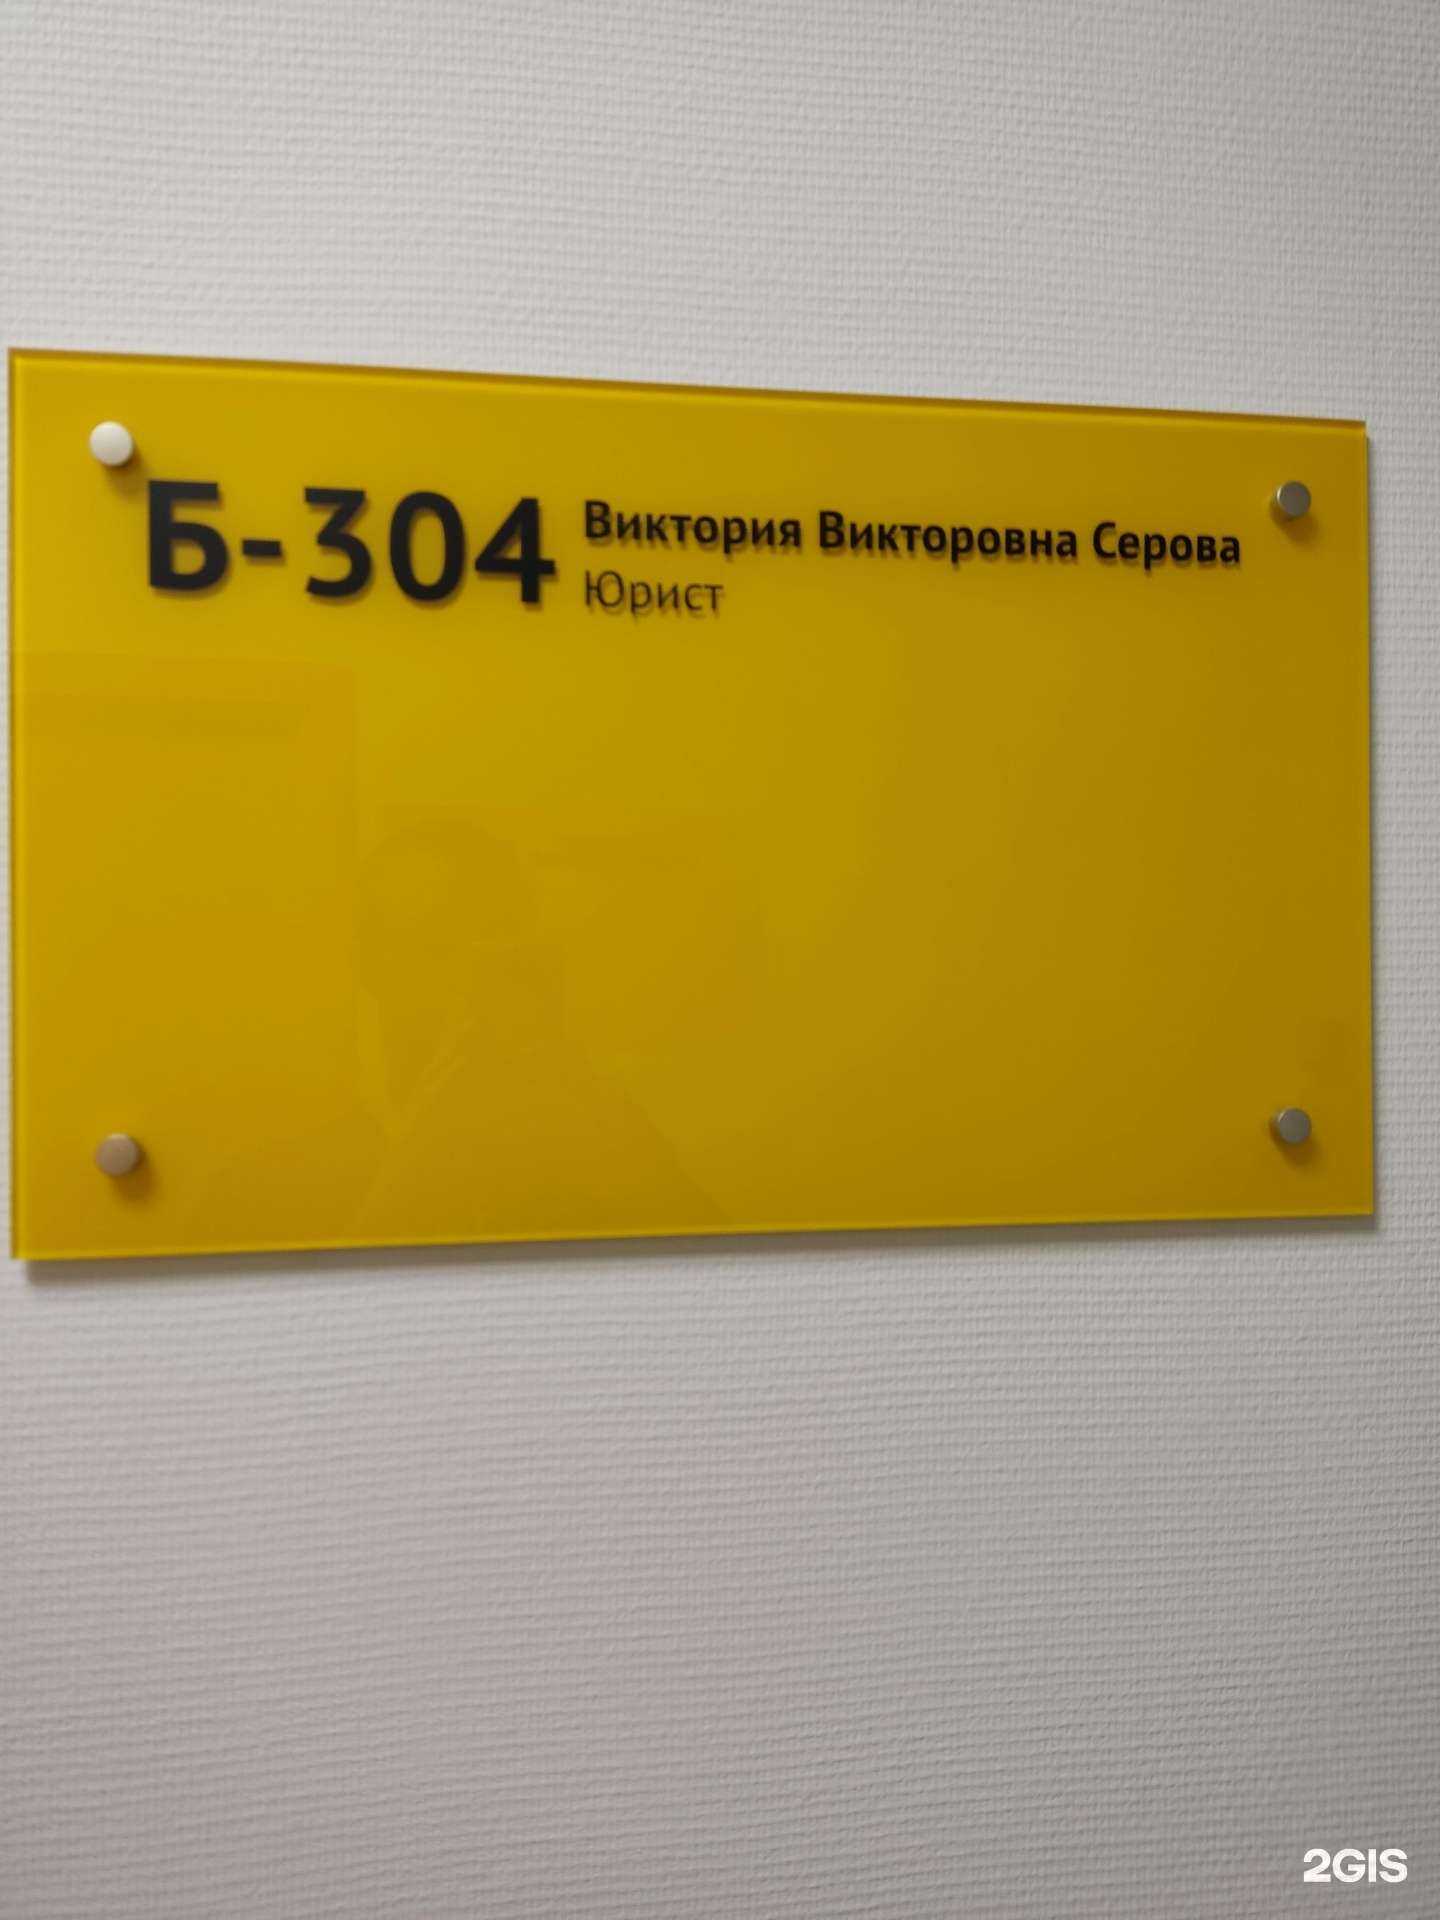 Б-304
Виктория Викторовна Серова
Юрист
2GIS